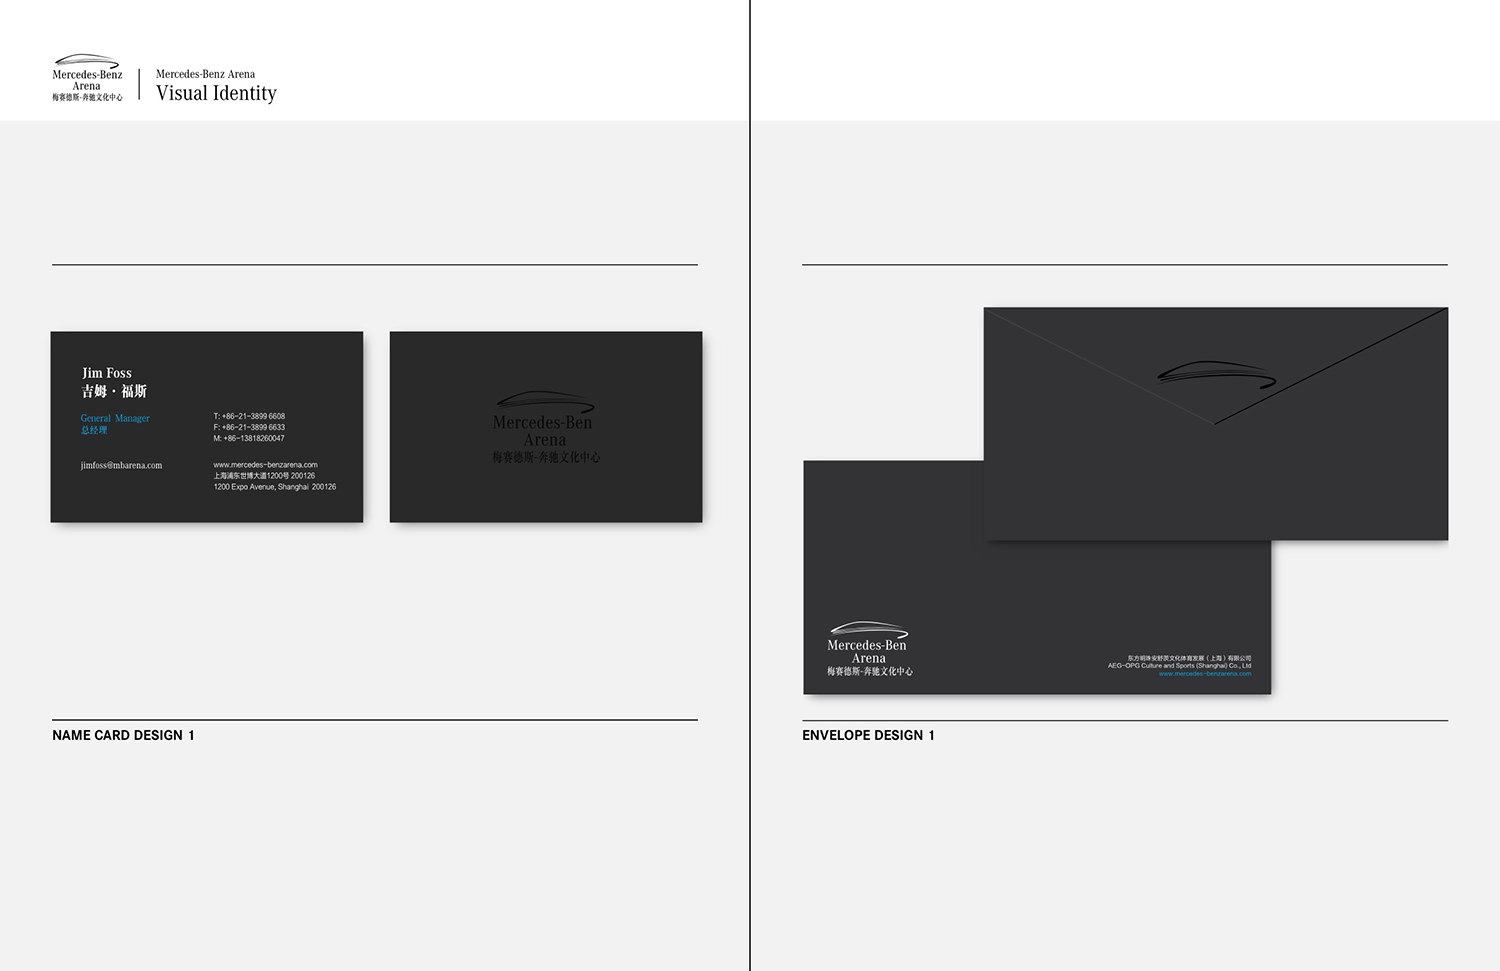 Mercedes-Benz
Arena
梅赛德斯-奔驰文化中心
Mercedes-Benz Arena
Visual Identity
Jim Foss
吉姆·福斯
General Manager
总经理
jimfoss@mbarena.com
T: +86-21-3899 6608
F: +86-21-3899 6633
M: +86-13818260047
www.mercedes-benzarena.com
上海浦东世博大道1200号 200126
1200 Expo Avenue, Shanghai 200126
Mercedes-Ben
Arena
梅赛德斯-奔驰文化中心
NAME CARD DESIGN 1
Mercedes-Ben
Arena
梅赛德斯-奔驰文化中心
东方明珠安舒茨文化体育发展（上海）有限公司
AEG-OPG Culture and Sports (Shanghai) Co., Ltd
www.mercedes-benzarena.com
ENVELOPE DESIGN 1